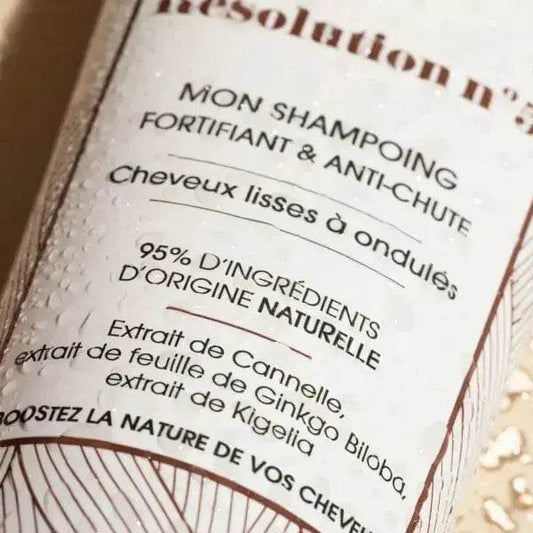 Résolution n°5
MON SHAMPOING
FORTIFIANT & ANTI-CHUTE
Cheveux lisses à ondulés
95% D'INGRÉDIENTS
D'ORIGINE NATURELLE
Extrait de Cannelle,
extrait de feuille de Ginkgo Biloba,
extrait de Kigelia
BOOSTEZ LA NATURE DE VOS CHEVEU